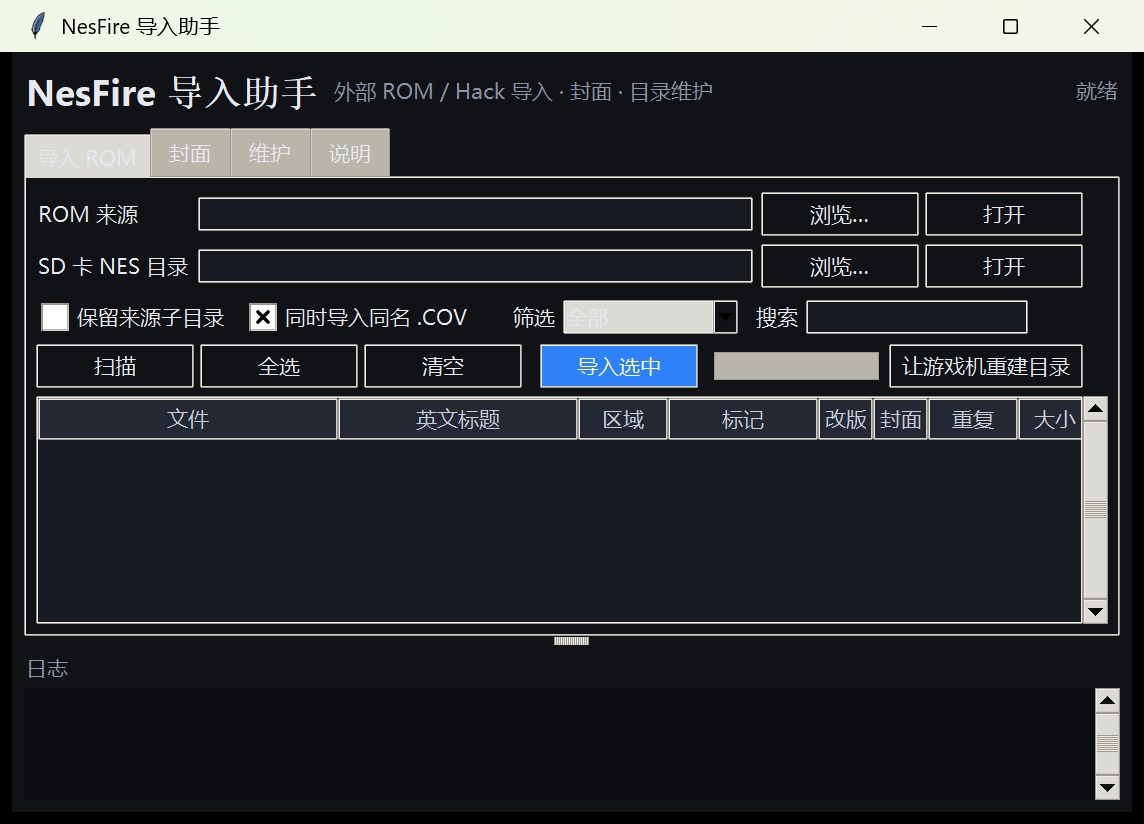 NesFire 导入助手
NesFire 导入助手 外部 ROM / Hack 导入 · 封面 · 目录维护 就绪
导入 ROM 封面 维护 说明
ROM 来源 浏览... 打开
SD 卡 NES 目录 浏览... 打开
保留来源子目录 同时导入同名 .COV 筛选 全部 搜索
扫描 全选 清空 导入选中 让游戏机重建目录
文件 英文标题 区域 标记 改版 封面 重复 大小
日志